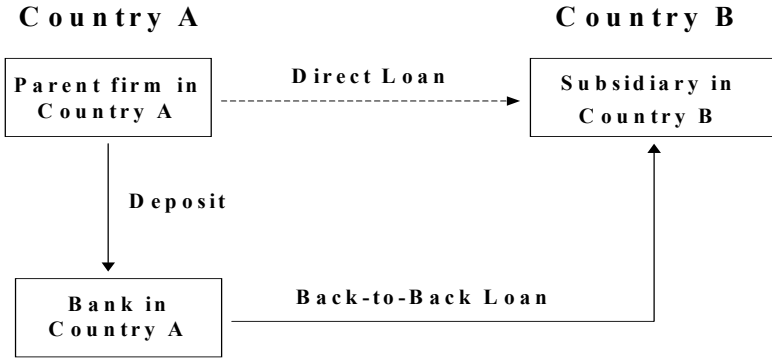 Country A
Country B
Parent firm in
Country A
Direct Loan
Subsidiary in
Country B
Deposit
Bank in
Country A
Back-to-Back Loan